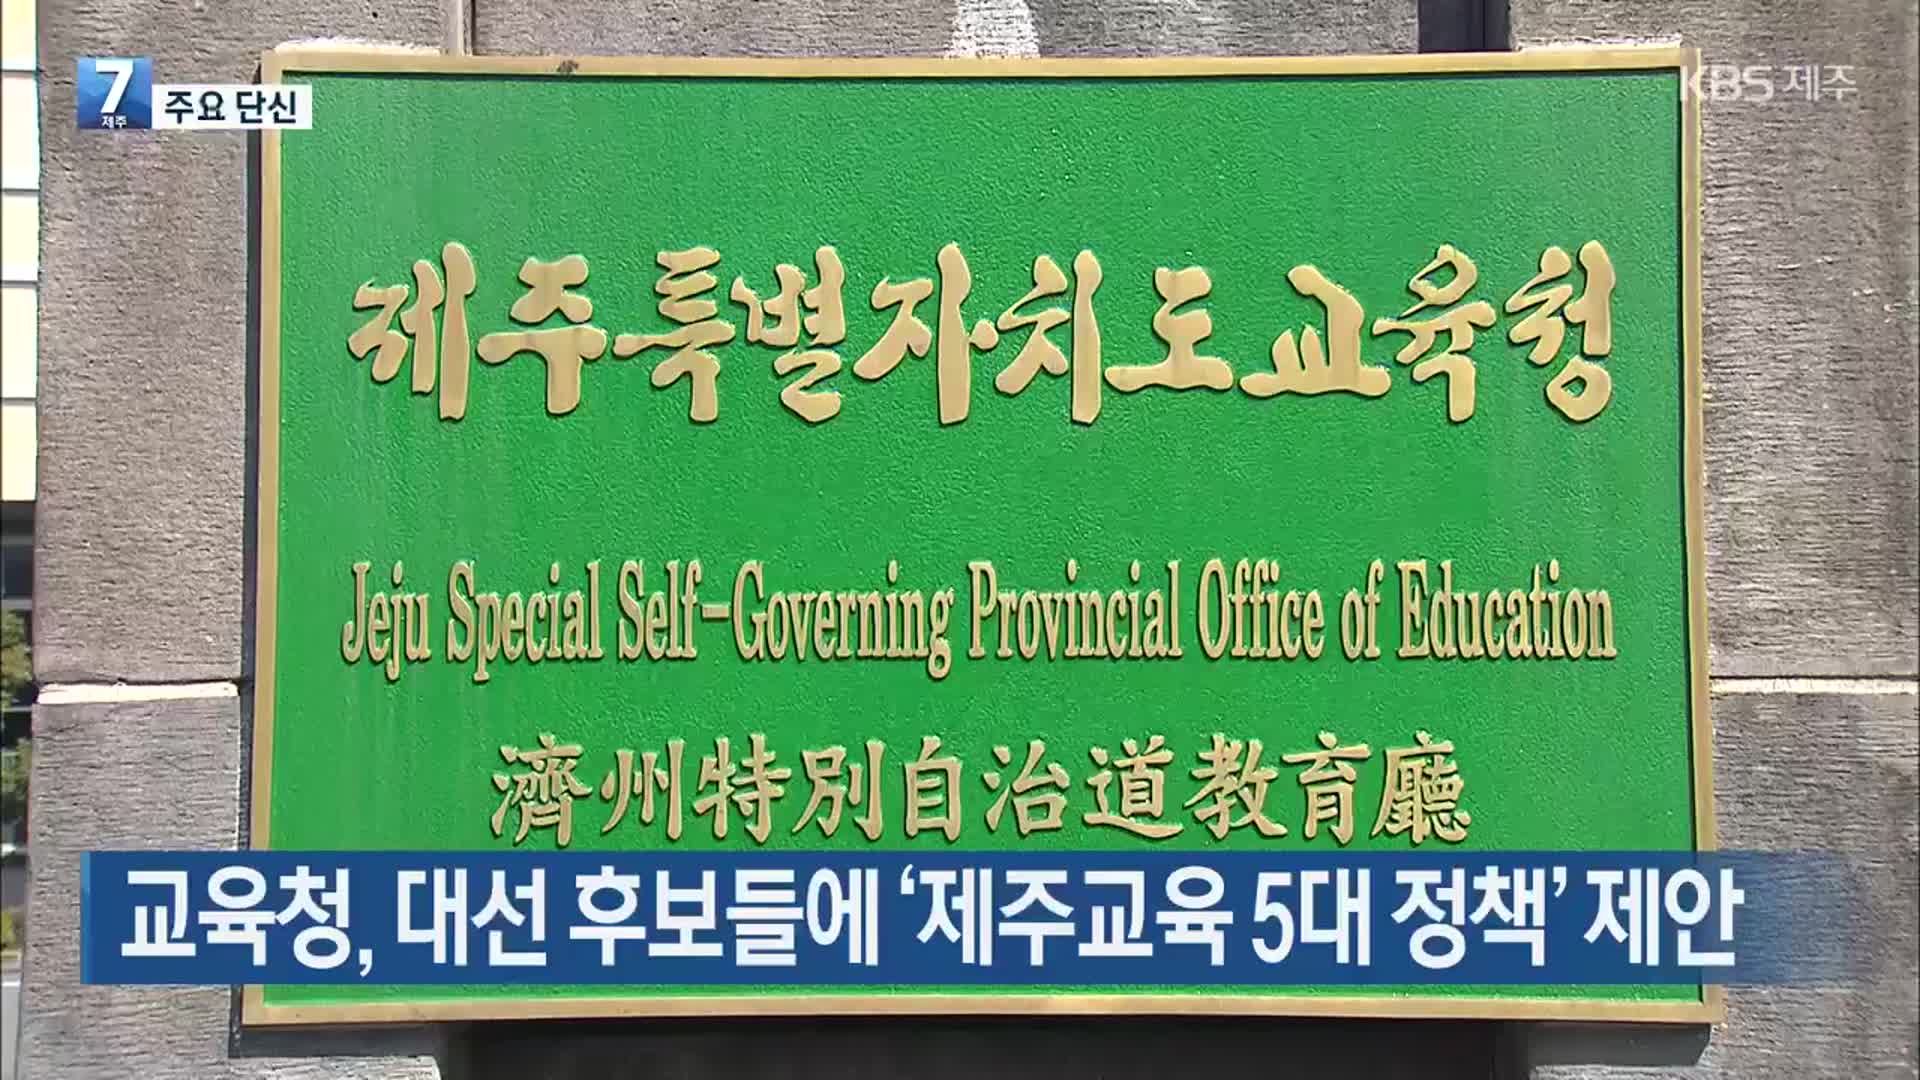 7
제주
주요 단신
KBS 제주
제주특별자치도교육청
Jeju Special Self-Governing Provincial Office of Education
濟州特別自治道教育廳
교육청, 대선 후보들에 ‘제주교육 5대 정책’ 제안